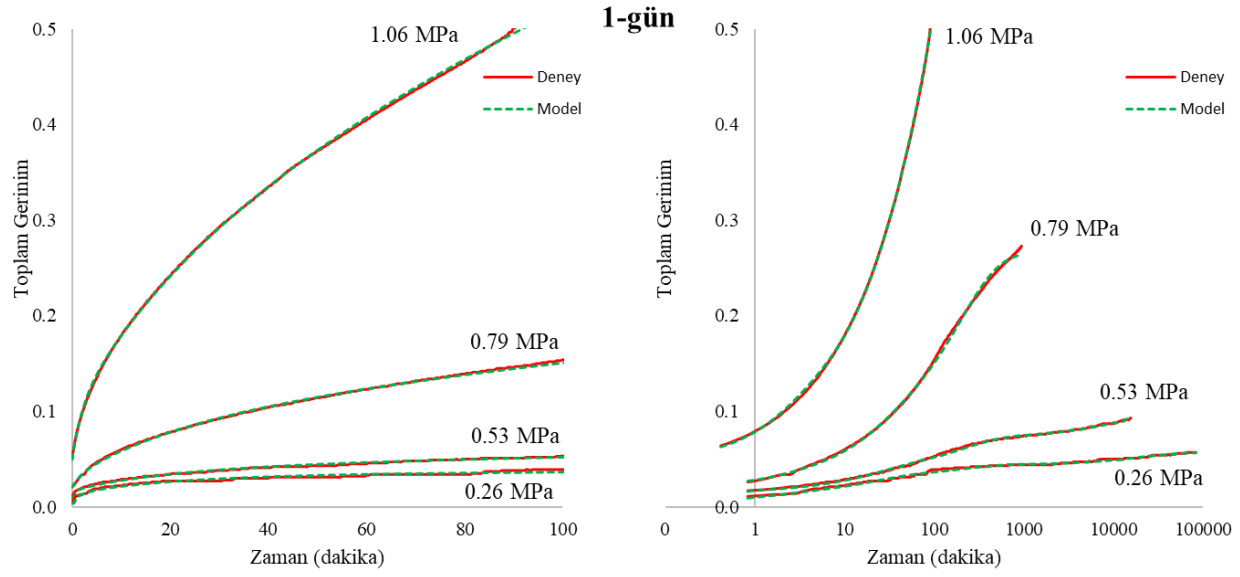 1-gün
0.5
0.4
0.3
0.2
0.1
0.0
Toplam Gerinim
1.06 MPa
Deney
Model
0.79 MPa
0.53 MPa
0.26 MPa
0 20 40 60 80 100
Zaman (dakika)
0.5
0.4
0.3
0.2
0.1
0.0
Toplam Gerinim
1.06 MPa
Deney
Model
0.79 MPa
0.53 MPa
0.26 MPa
0 1 10 100 1000 10000 100000
Zaman (dakika)